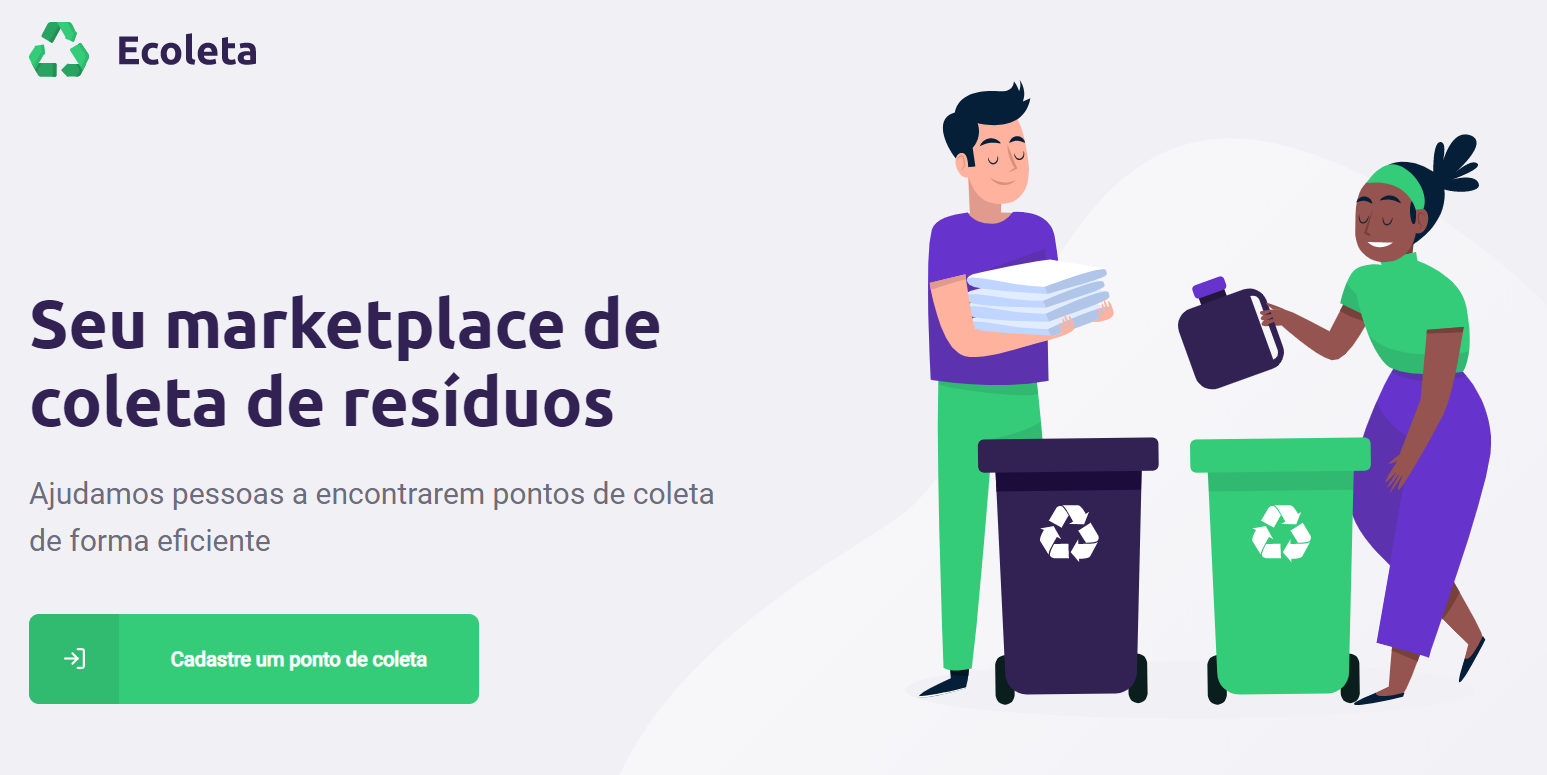 Ecoleta
Seu marketplace de
coleta de resíduos
Ajudamos pessoas a encontrarem pontos de coleta
de forma eficiente
Cadastre um ponto de coleta